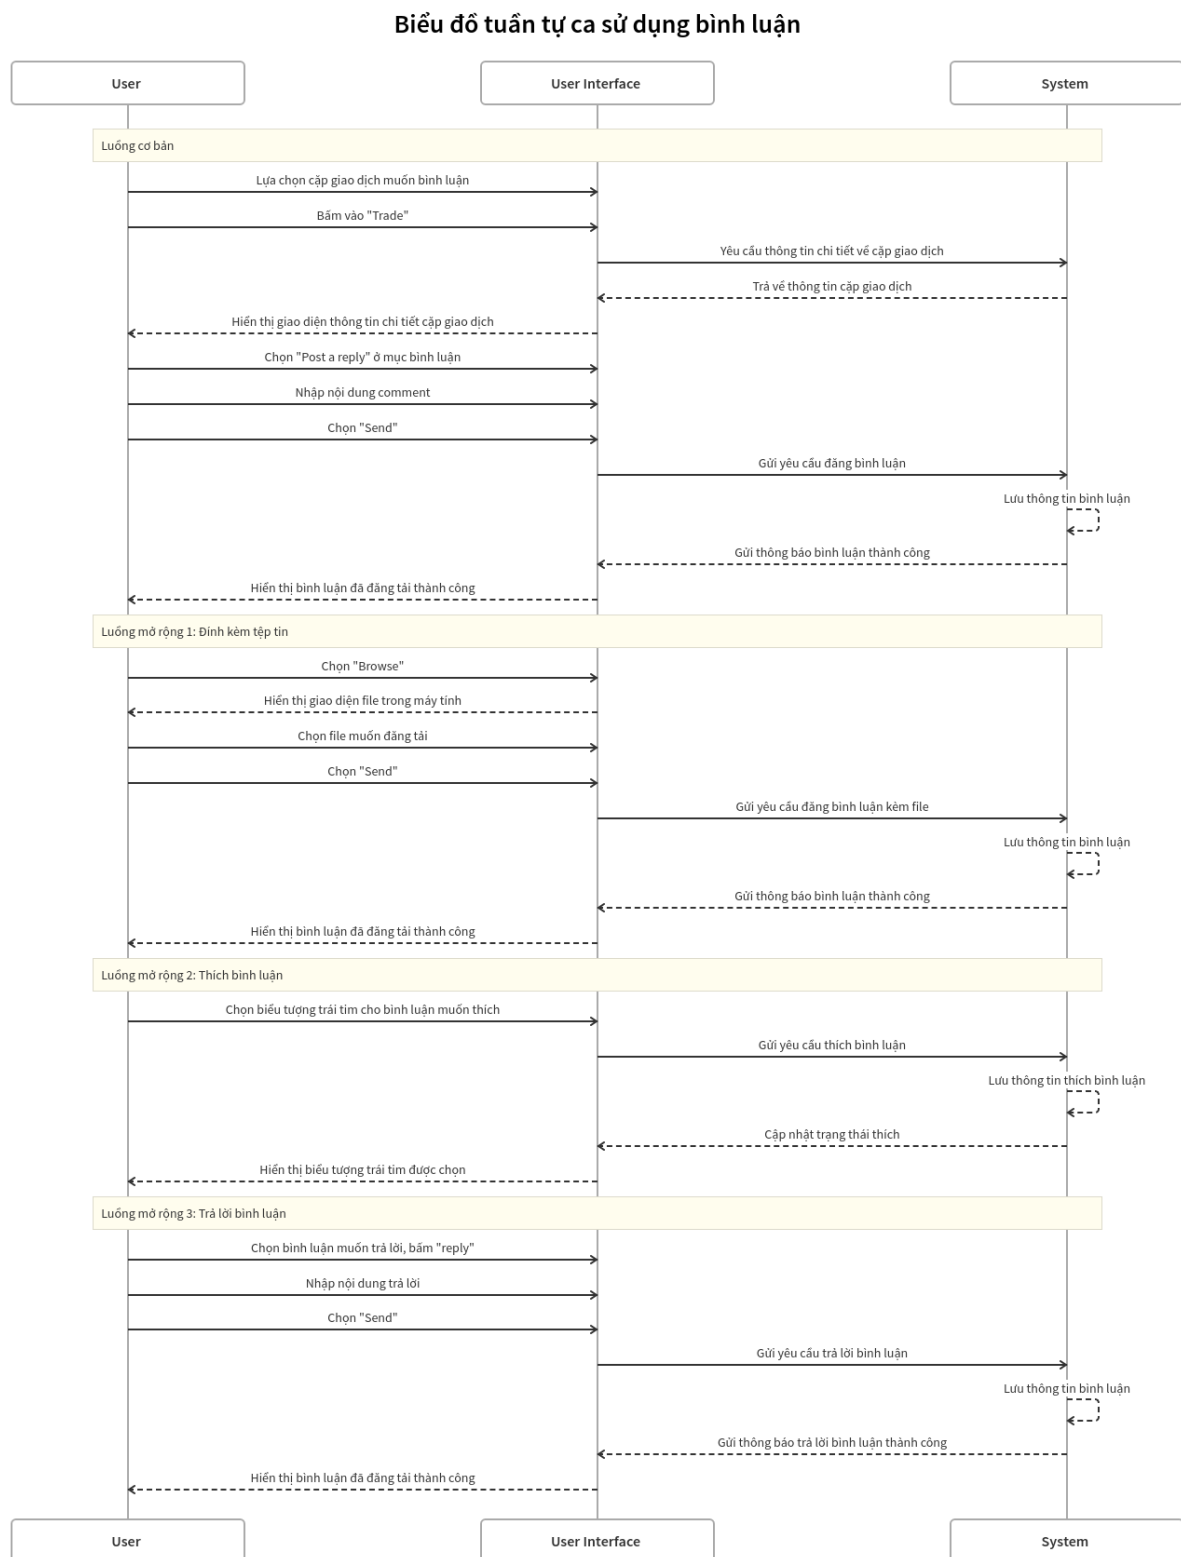 Biểu đồ tuần tự ca sử dụng bình luận
User
User Interface
System
Luồng cơ bản
Lựa chọn cặp giao dịch muốn bình luận
Bấm vào "Trade"
Yêu cầu thông tin chi tiết về cặp giao dịch
Trả về thông tin cặp giao dịch
Hiển thị giao diện thông tin chi tiết cặp giao dịch
Chọn "Post a reply" ở mục bình luận
Nhập nội dung comment
Chọn "Send"
Gửi yêu cầu đăng bình luận
Lưu thông tin bình luận
Gửi thông báo bình luận thành công
Hiển thị bình luận đã đăng tải thành công
Luồng mở rộng 1: Đính kèm tệp tin
Chọn "Browse"
Hiển thị giao diện file trong máy tính
Chọn file muốn đăng tải
Chọn "Send"
Gửi yêu cầu đăng bình luận kèm file
Lưu thông tin bình luận
Gửi thông báo bình luận thành công
Hiển thị bình luận đã đăng tải thành công
Luồng mở rộng 2: Thích bình luận
Chọn biểu tượng trái tim cho bình luận muốn thích
Gửi yêu cầu thích bình luận
Lưu thông tin thích bình luận
Cập nhật trạng thái thích
Hiển thị biểu tượng trái tim được chọn
Luồng mở rộng 3: Trả lời bình luận
Chọn bình luận muốn trả lời, bấm "reply"
Nhập nội dung trả lời
Chọn "Send"
Gửi yêu cầu trả lời bình luận
Lưu thông tin bình luận
Gửi thông báo trả lời bình luận thành công
Hiển thị bình luận đã đăng tải thành công
User
User Interface
System